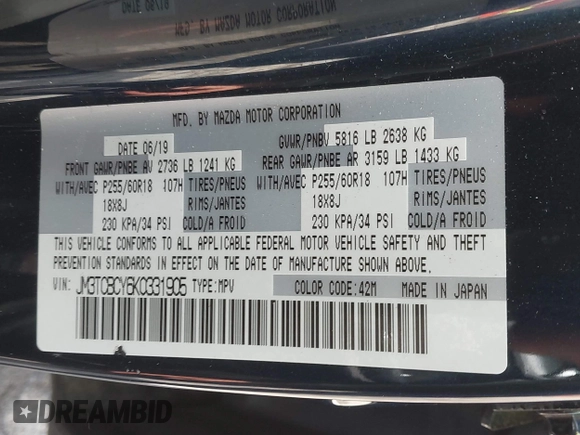 MFD. BY MAZDA MOTOR CORPORATION
DATE 06/19
GVWR/PNBV 5816 LB 2638 KG
FRONT GAWR/PNBE AV 2736 LB 1241 KG
REAR GAWR/PNBE AR 3159 LB 1433 KG
WITH/AVEC P255/60R18 107H TIRES/PNEUS
WITH/AVEC P255/60R18 107H TIRES/PNEUS
18X8J RIMS/JANTES
18X8J RIMS/JANTES
230 KPA/34 PSI COLD/A FROID
230 KPA/34 PSI COLD/A FROID
THIS VEHICLE CONFORMS TO ALL APPLICABLE FEDERAL MOTOR VEHICLE SAFETY AND THEFT
PREVENTION STANDARDS IN EFFECT ON THE DATE OF MANUFACTURE SHOWN ABOVE.
VIN: JM3TCBCY6K0331905 TYPE:MPV
COLOR CODE:42M MADE IN JAPAN
DREAMBID